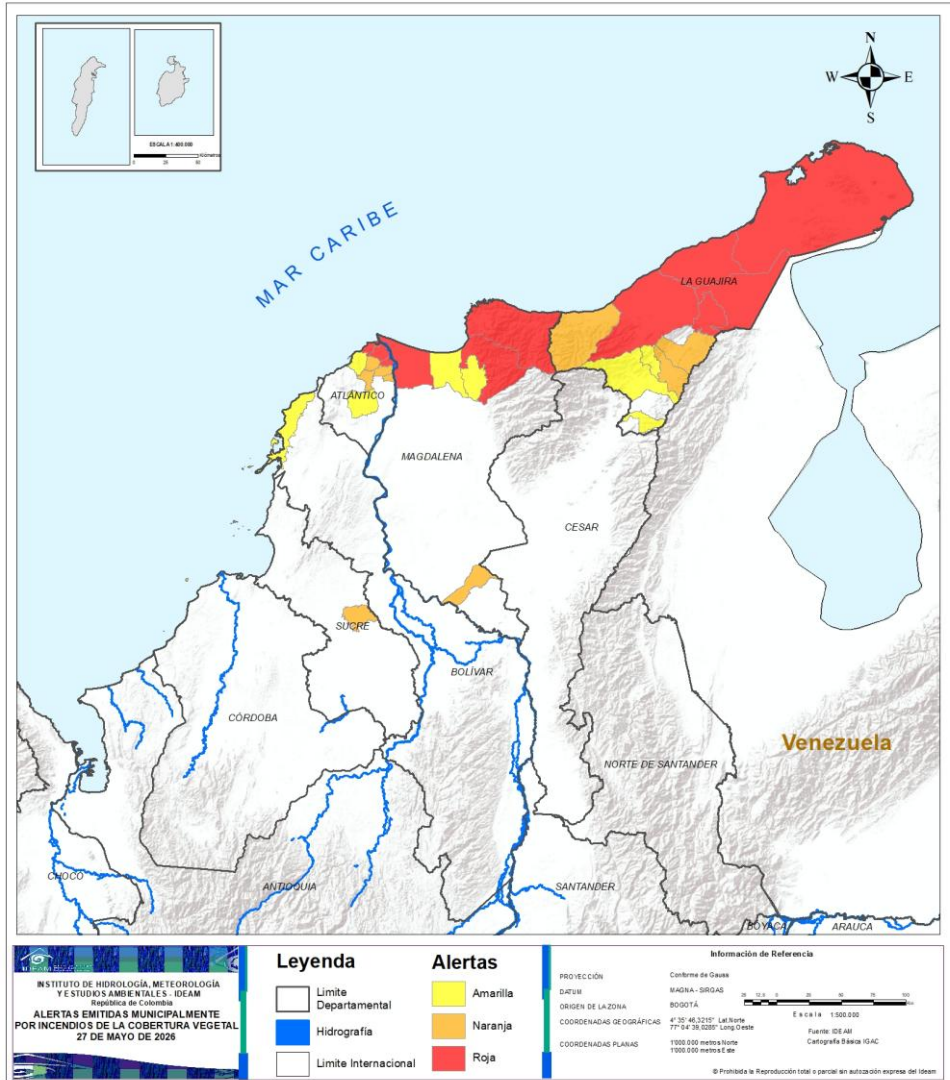 ESCALA 1:400.000
Kilómetros
N
W
E
S
MAR CARIBE
LA GUAJIRA
ATLÁNTICO
MAGDALENA
CESAR
SUCRE
BOLÍVAR
CÓRDOBA
NORTE DE SANTANDER
Venezuela
CHOCÓ
ANTIOQUIA
SANTANDER
BOYACÁ
ARAUCA
IDEAM
INSTITUTO DE HIDROLOGÍA, METEOROLOGÍA
Y ESTUDIOS AMBIENTALES - IDEAM
República de Colombia
ALERTAS EMITIDAS MUNICIPALMENTE
POR INCENDIOS DE LA COBERTURA VEGETAL
27 DE MAYO DE 2026
Leyenda
Limite
Departamental
Hidrografía
Limite Internacional
Alertas
Amarilla
Naranja
Roja
Información de Referencia
PROYECCIÓN Conforme de Gauss
DATUM MAGNA - SIRGAS
ORIGEN DE LA ZONA BOGOTÁ
COORDENADAS GEOGRÁFICAS 4° 35' 46,3215" Lat.Norte
77° 04' 39,0285" Long.Oeste
COORDENADAS PLANAS 1'000.000 metros Norte
1'000.000 metros Este
Escala 1:500.000
Fuente: IDEAM
Cartografía Básica IGAC
© Prohibida la Reproducción total o parcial sin autozación expresa del Ideam